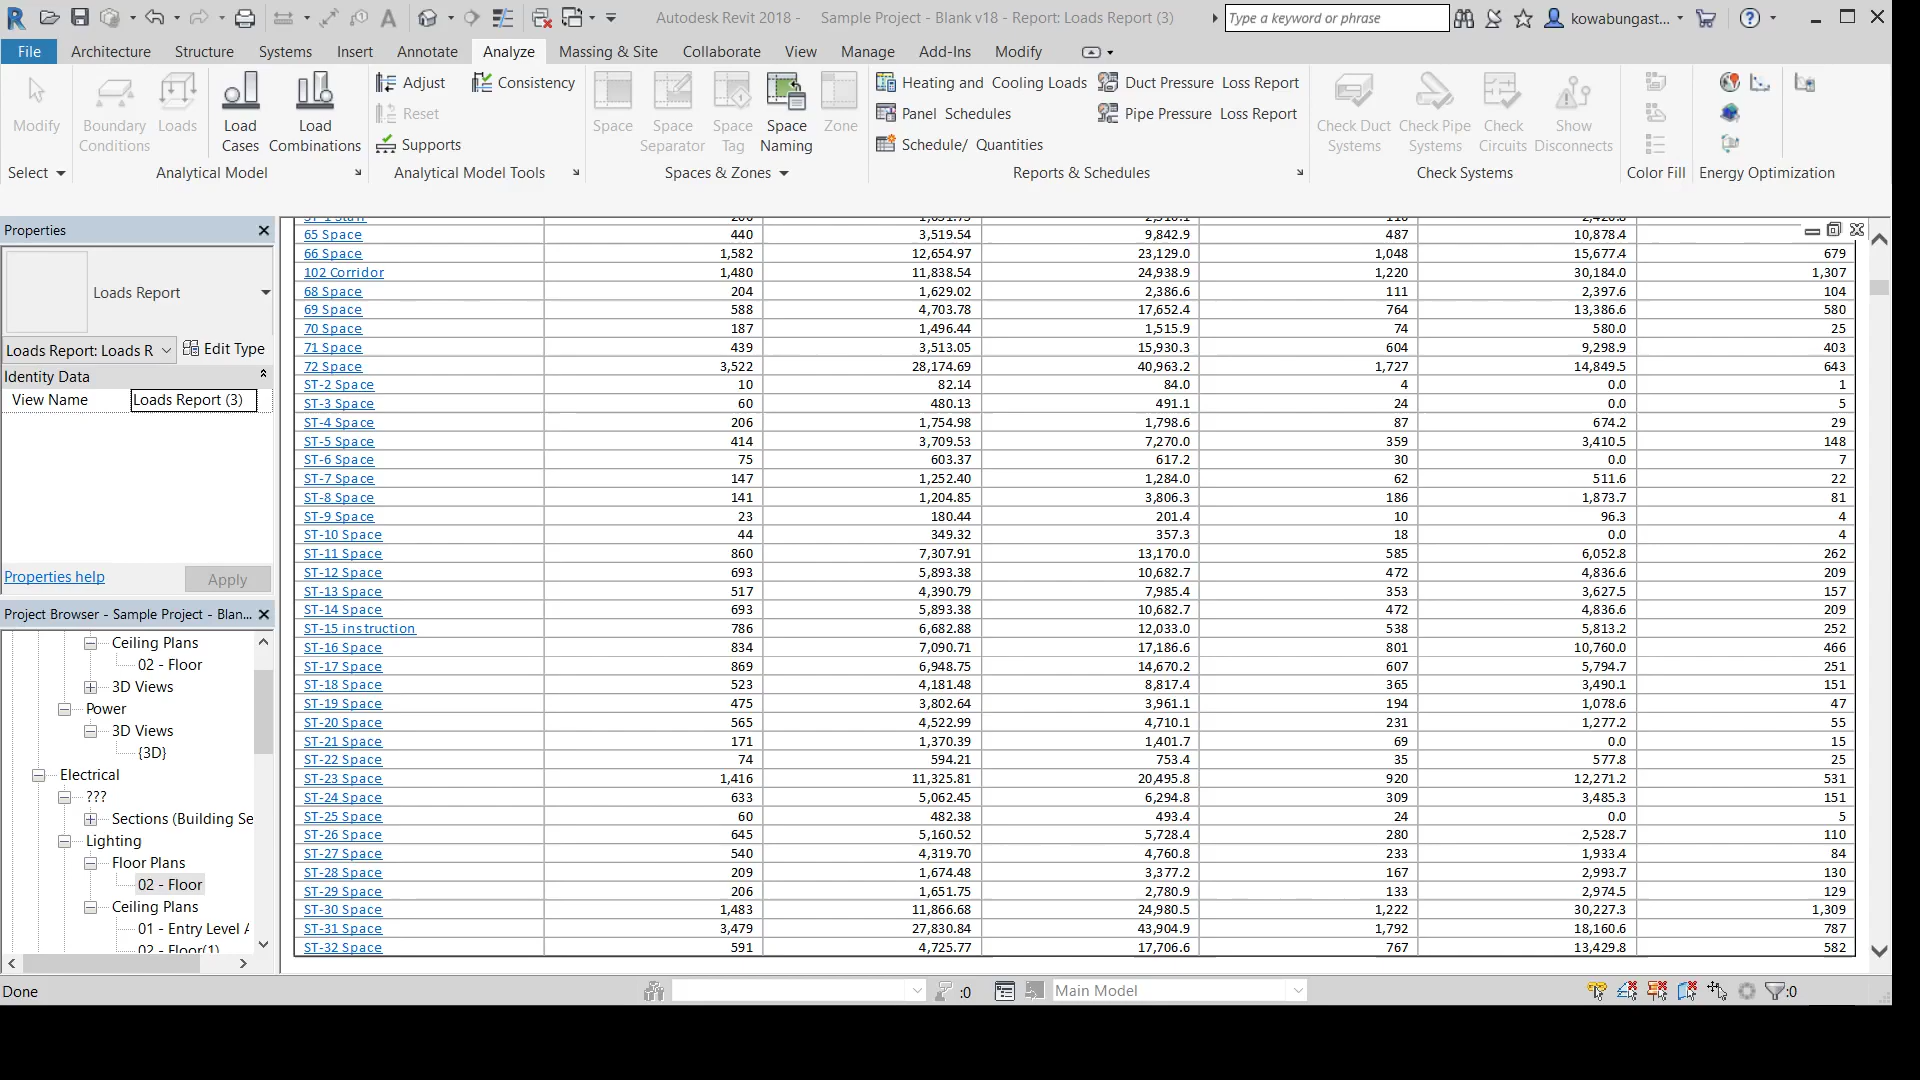 Autodesk Revit 2018 - Sample Project - Blank v18 - Report: Loads Report (3) Type a keyword or phrase kowabungast...
File Architecture Structure Systems Insert Annotate Analyze Massing & Site Collaborate View Manage Add-Ins Modify
Adjust Consistency Heating and Cooling Loads Duct Pressure Loss Report
Reset Panel Schedules Pipe Pressure Loss Report
Modify Boundary Conditions Loads Load Cases Load Combinations Supports Space Space Separator Space Tag Space Naming Zone Schedule/ Quantities Check Duct Systems Check Pipe Systems Check Circuits Show Disconnects
Select Analytical Model Analytical Model Tools Spaces & Zones Reports & Schedules Check Systems Color Fill Energy Optimization
Properties
Loads Report
Loads Report: Loads R Edit Type
Identity Data
View Name Loads Report (3)
Properties help Apply
Project Browser - Sample Project - Blan...
Ceiling Plans
02 - Floor
3D Views
Power
3D Views
{3D}
Electrical
???
Sections (Building Se
Lighting
Floor Plans
02 - Floor
Ceiling Plans
01 - Entry Level A
02 - Floor(1)
65 Space 440 3,519.54 9,842.9 487 10,878.4
66 Space 1,582 12,654.97 23,129.0 1,048 15,677.4 679
102 Corridor 1,480 11,838.54 24,938.9 1,220 30,184.0 1,307
68 Space 204 1,629.02 2,386.6 111 2,397.6 104
69 Space 588 4,703.78 17,652.4 764 13,386.6 580
70 Space 187 1,496.44 1,515.9 74 580.0 25
71 Space 439 3,513.05 15,930.3 604 9,298.9 403
72 Space 3,522 28,174.69 40,963.2 1,727 14,849.5 643
ST-2 Space 10 82.14 84.0 4 0.0 1
ST-3 Space 60 480.13 491.1 24 0.0 5
ST-4 Space 206 1,754.98 1,798.6 87 674.2 29
ST-5 Space 414 3,709.53 7,270.0 359 3,410.5 148
ST-6 Space 75 603.37 617.2 30 0.0 7
ST-7 Space 147 1,252.40 1,284.0 62 511.6 22
ST-8 Space 141 1,204.85 3,806.3 186 1,873.7 81
ST-9 Space 23 180.44 201.4 10 96.3 4
ST-10 Space 44 349.32 357.3 18 0.0 4
ST-11 Space 860 7,307.91 13,170.0 585 6,052.8 262
ST-12 Space 693 5,893.38 10,682.7 472 4,836.6 209
ST-13 Space 517 4,390.79 7,985.4 353 3,627.5 157
ST-14 Space 693 5,893.38 10,682.7 472 4,836.6 209
ST-15 instruction 786 6,682.88 12,033.0 538 5,813.2 252
ST-16 Space 834 7,090.71 17,186.6 801 10,760.0 466
ST-17 Space 869 6,948.75 14,670.2 607 5,794.7 251
ST-18 Space 523 4,181.48 8,817.4 365 3,490.1 151
ST-19 Space 475 3,802.64 3,961.1 194 1,078.6 47
ST-20 Space 565 4,522.99 4,710.1 231 1,277.2 55
ST-21 Space 171 1,370.39 1,401.7 69 0.0 15
ST-22 Space 74 594.21 753.4 35 577.8 25
ST-23 Space 1,416 11,325.81 20,495.8 920 12,271.2 531
ST-24 Space 633 5,062.45 6,294.8 309 3,485.3 151
ST-25 Space 60 482.38 493.4 24 0.0 5
ST-26 Space 645 5,160.52 5,728.4 280 2,528.7 110
ST-27 Space 540 4,319.70 4,760.8 233 1,933.4 84
ST-28 Space 209 1,674.48 3,377.2 167 2,993.7 130
ST-29 Space 206 1,651.75 2,780.9 133 2,974.5 129
ST-30 Space 1,483 11,866.68 24,980.5 1,222 30,227.3 1,309
ST-31 Space 3,479 27,830.84 43,904.9 1,792 18,160.6 787
ST-32 Space 591 4,725.77 17,706.6 767 13,429.8 582
Done :0 Main Model :0